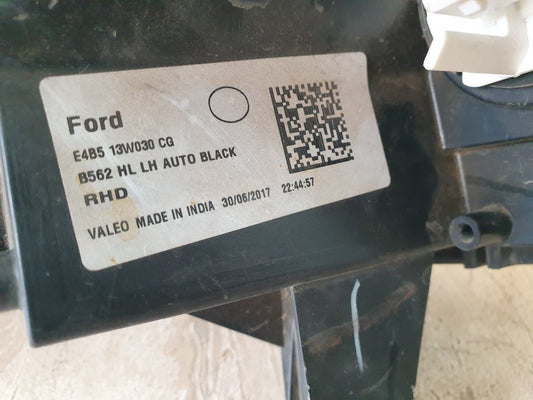 Ford
E4B5 13W030 CG
B562 HL LH AUTO BLACK
RHD
VALEO MADE IN INDIA 30/06/2017 22:44:57